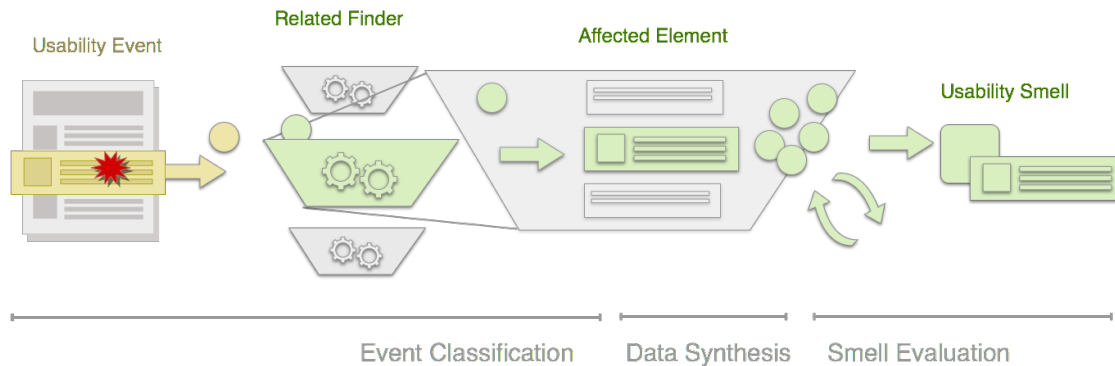 Related Finder
Usability Event
Affected Element
Usability Smell
Event Classification
Data Synthesis
Smell Evaluation